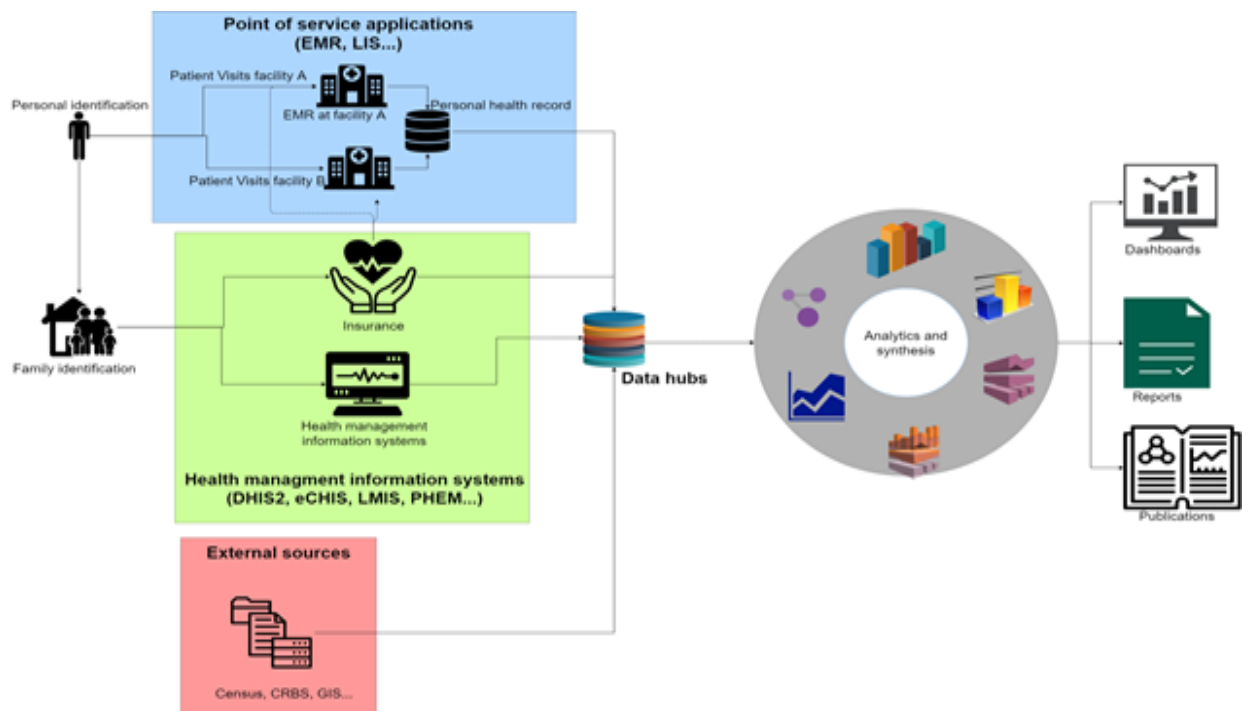 Point of service applications
(EMR, LIS...)
Patient Visits facility A
Personal identification
EMR at facility A
Personal health record
Patient Visits facility B
Insurance
Family identification
Health management
information systems
Health managment information systems
(DHIS2, eCHIS, LMIS, PHEM...)
External sources
Census, CRBS, GIS...
Data hubs
Analytics and
synthesis
Dashboards
Reports
Publications